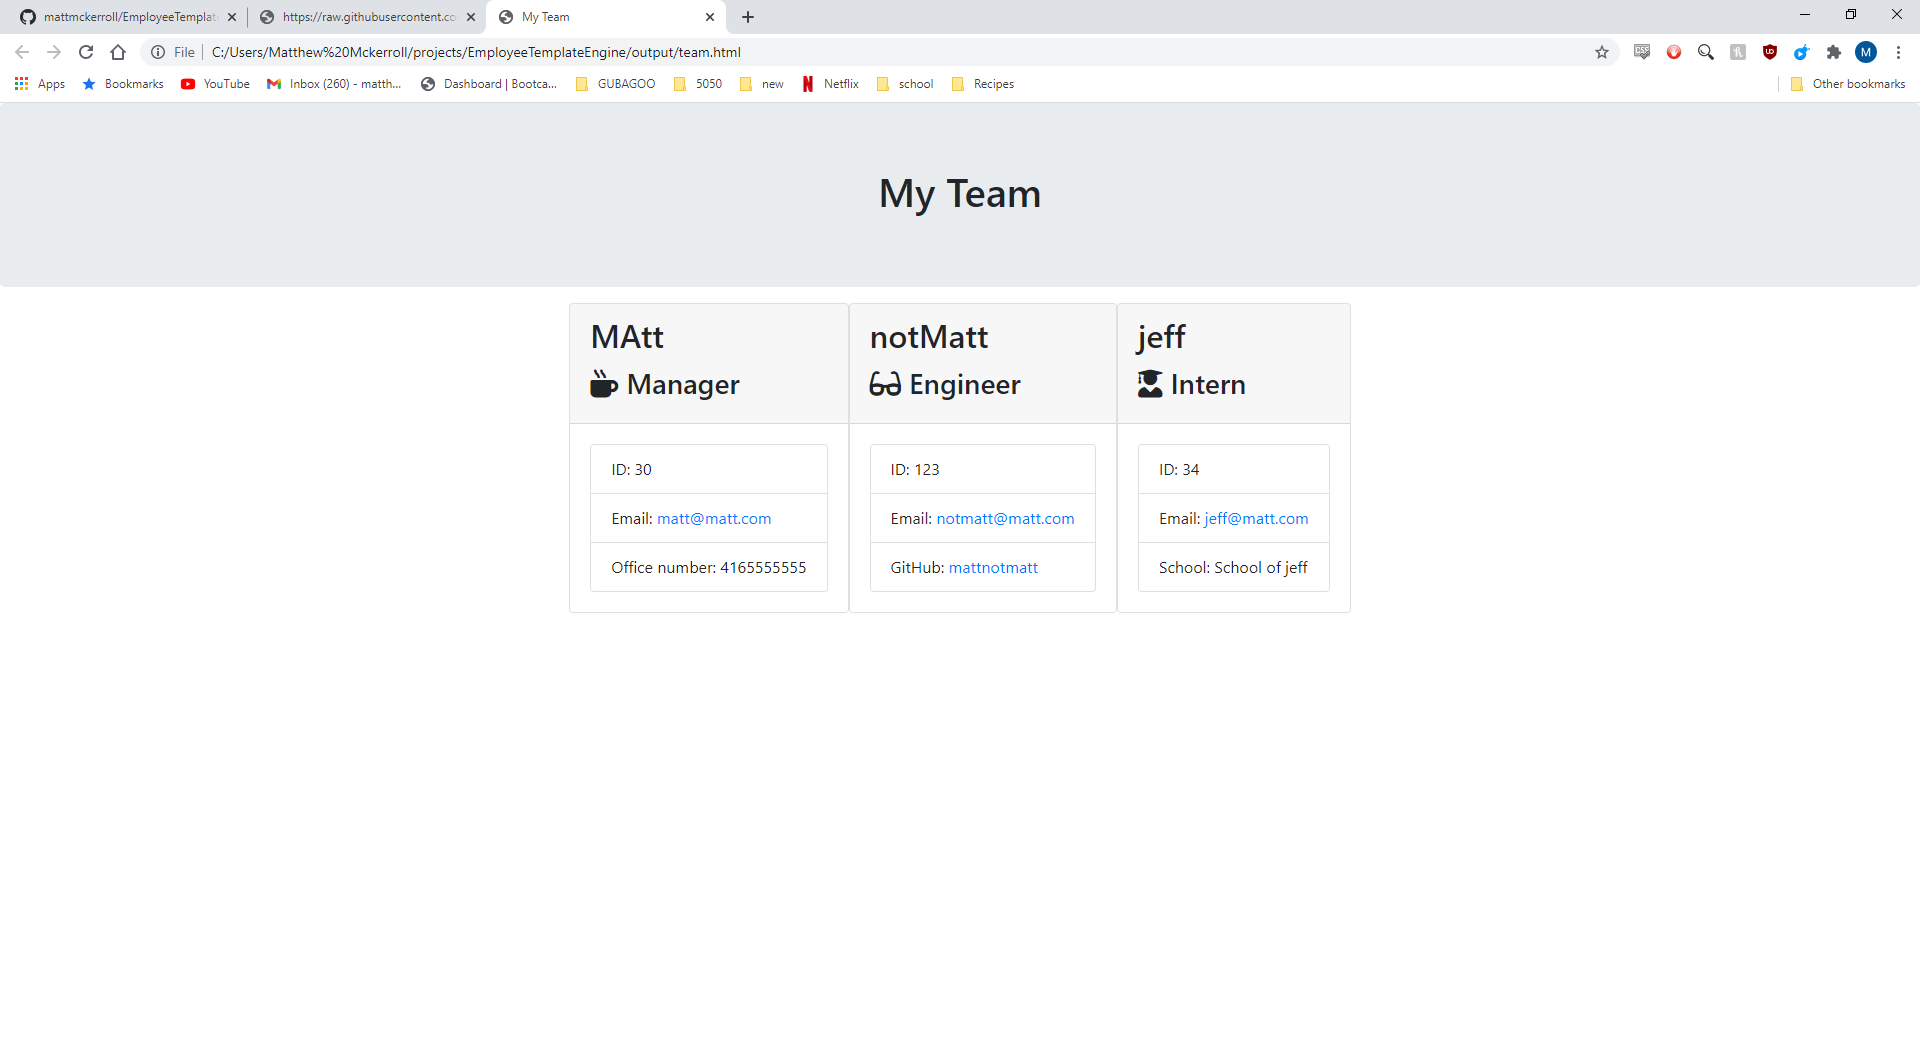 mattmckerroll/EmployeeTemplat
https://raw.githubusercontent.co
My Team
File
C:/Users/Matthew%20Mckerroll/projects/EmployeeTemplateEngine/output/team.html
M
Apps
Bookmarks
YouTube
Inbox (260) - matth...
Dashboard | Bootca...
GUBAGOO
5050
new
Netflix
school
Recipes
Other bookmarks
My Team
MAtt
Manager
ID: 30
Email: matt@matt.com
Office number: 4165555555
notMatt
Engineer
ID: 123
Email: notmatt@matt.com
GitHub: mattnotmatt
jeff
Intern
ID: 34
Email: jeff@matt.com
School: School of jeff